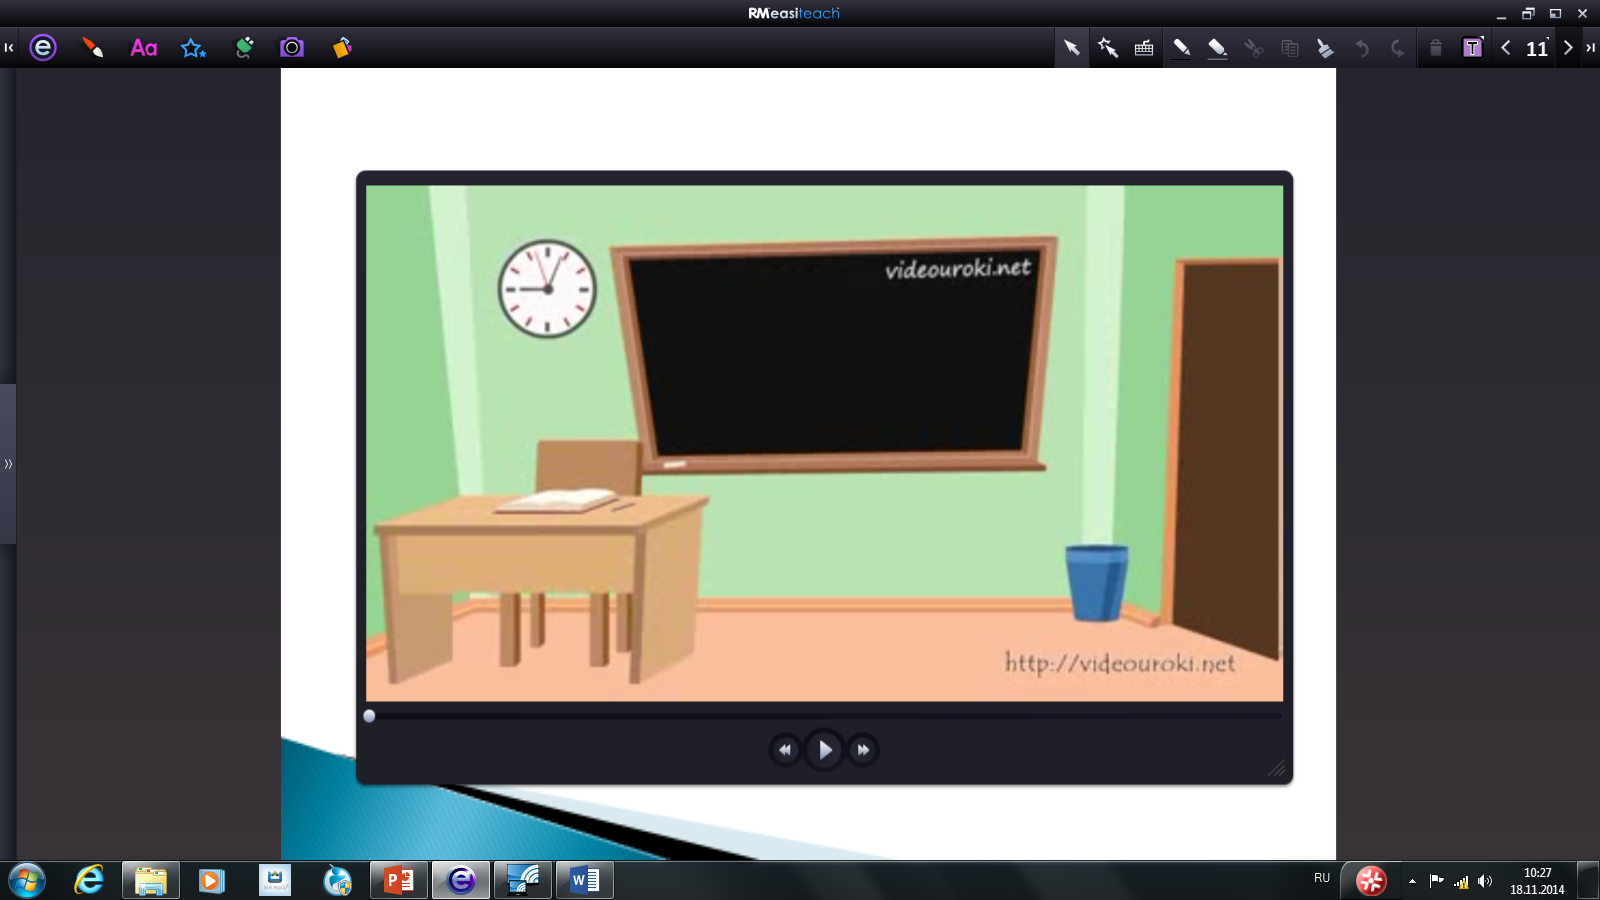 RMeasiteach
Aa
T
11
videouroki.net
http://videouroki.net
RU
10:27
18.11.2014